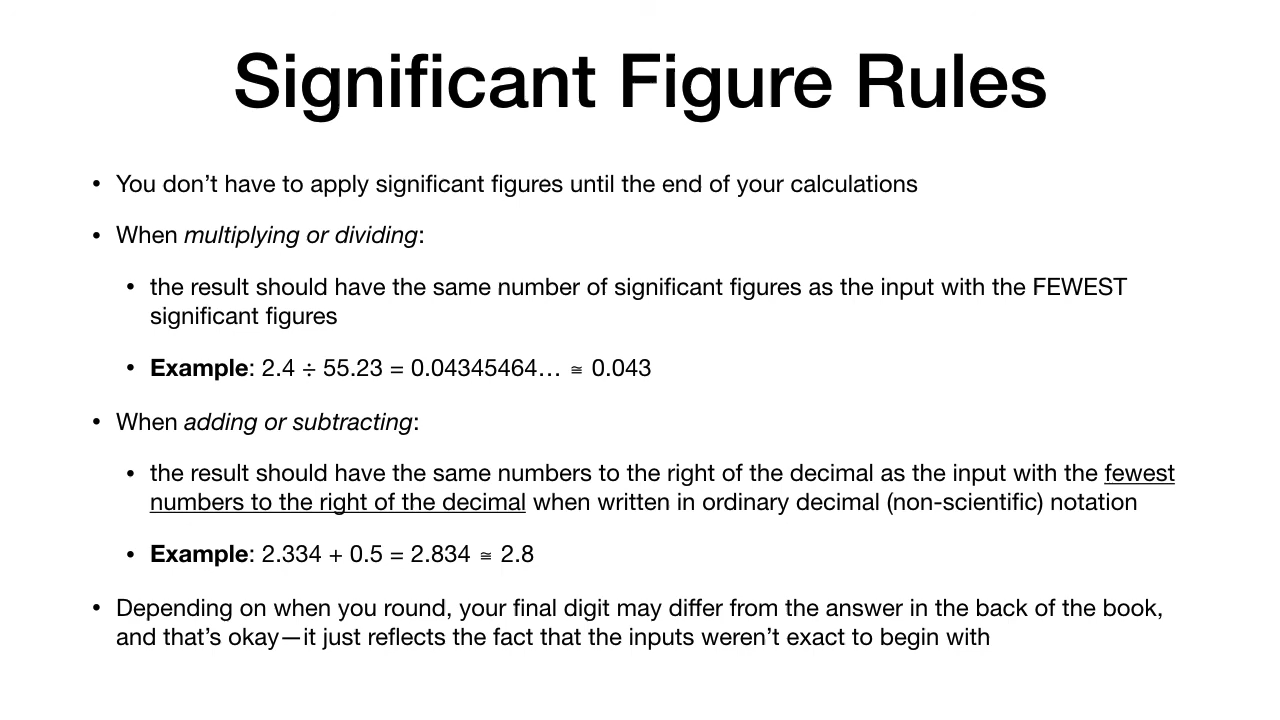 Significant Figure Rules
• You don’t have to apply significant figures until the end of your calculations
• When multiplying or dividing:
• the result should have the same number of significant figures as the input with the FEWEST
significant figures
• Example: 2.4 ÷ 55.23 = 0.04345464… ≅ 0.043
• When adding or subtracting:
• the result should have the same numbers to the right of the decimal as the input with the fewest
numbers to the right of the decimal when written in ordinary decimal (non-scientific) notation
• Example: 2.334 + 0.5 = 2.834 ≅ 2.8
• Depending on when you round, your final digit may differ from the answer in the back of the book,
and that’s okay—it just reflects the fact that the inputs weren’t exact to begin with